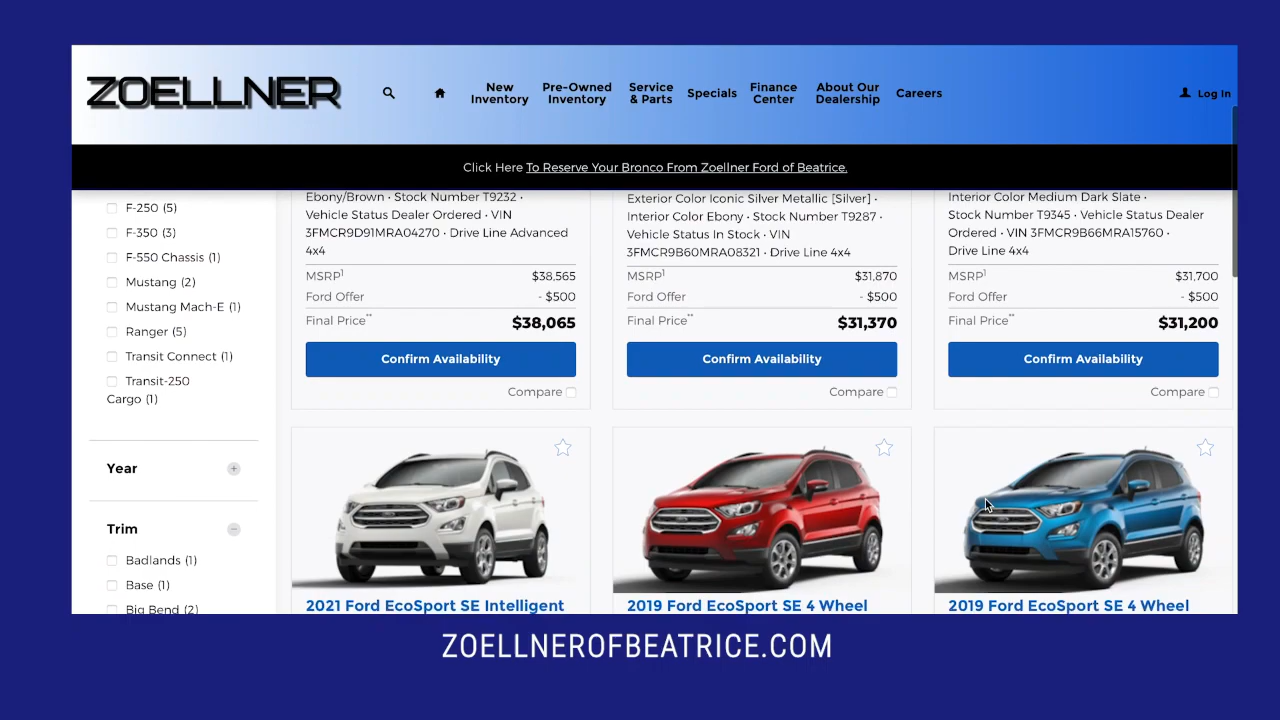 ZOELLNER
New Inventory
Pre-Owned Inventory
Service & Parts
Specials
Finance Center
About Our Dealership
Careers
Log In
Click Here To Reserve Your Bronco From Zoellner Ford of Beatrice.
F-250 (5)
F-350 (3)
F-550 Chassis (1)
Mustang (2)
Mustang Mach-E (1)
Ranger (5)
Transit Connect (1)
Transit-250
Cargo (1)
Year
Trim
Badlands (1)
Base (1)
Big Bend (2)
Ebony/Brown · Stock Number T9232 ·
Vehicle Status Dealer Ordered · VIN
3FMCR9D91MRA04270 · Drive Line Advanced
4x4
MSRP1 $38,565
Ford Offer - $500
Final Price** $38,065
Confirm Availability
Compare
Exterior Color Iconic Silver Metallic [Silver] ·
Interior Color Ebony · Stock Number T9287 ·
Vehicle Status In Stock · VIN
3FMCR9B60MRA08321 · Drive Line 4x4
MSRP1 $31,870
Ford Offer - $500
Final Price** $31,370
Confirm Availability
Compare
Interior Color Medium Dark Slate ·
Stock Number T9345 · Vehicle Status Dealer
Ordered · VIN 3FMCR9B66MRA15760 ·
Drive Line 4x4
MSRP1 $31,700
Ford Offer - $500
Final Price** $31,200
Confirm Availability
Compare
2021 Ford EcoSport SE Intelligent
2019 Ford EcoSport SE 4 Wheel
2019 Ford EcoSport SE 4 Wheel
ZOELLNEROFBEATRICE.COM